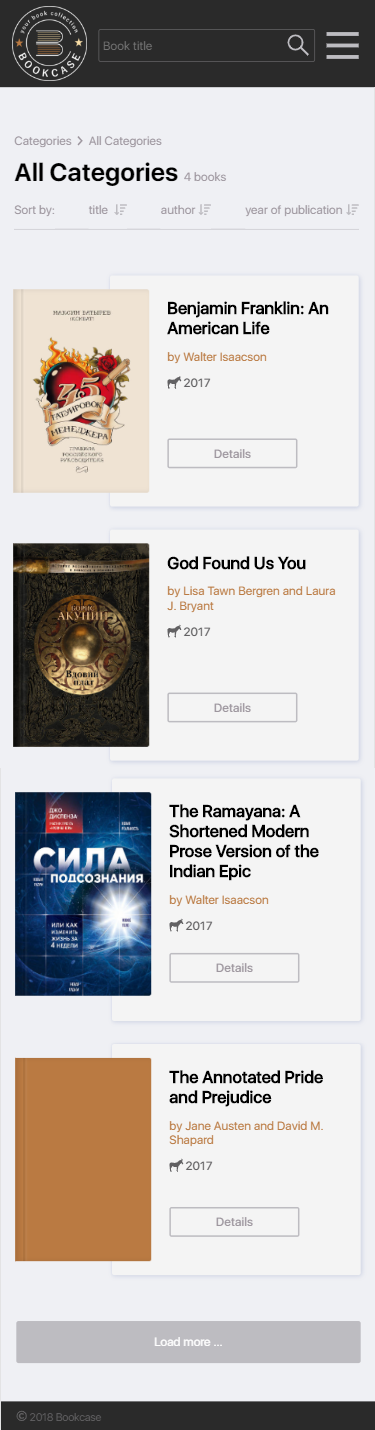 your book collection
BOOKCASE
Book title
Categories > All Categories
All Categories 4 books
Sort by: title author year of publication
МАКСИМ БАТЫРЕВ
(КОМБАТ)
45
ТАТУИРОВОК
МЕНЕДЖЕРА
ПРАВИЛА
РОССИЙСКОГО
РУКОВОДИТЕЛЯ
Benjamin Franklin: An
American Life
by Walter Isaacson
2017
Details
БОРИС
АКУНИН
Вдовий
плат
God Found Us You
by Lisa Tawn Bergren and Laura
J. Bryant
2017
Details
ДЖО
ДИСПЕНЗА
СИЛА
ПОДСОЗНАНИЯ
ИЛИ КАК
ИЗМЕНИТЬ
ЖИЗНЬ ЗА
4 НЕДЕЛИ
The Ramayana: A
Shortened Modern
Prose Version of the
Indian Epic
by Walter Isaacson
2017
Details
The Annotated Pride
and Prejudice
by Jane Austen and David M.
Shapard
2017
Details
Load more ...
© 2018 Bookcase